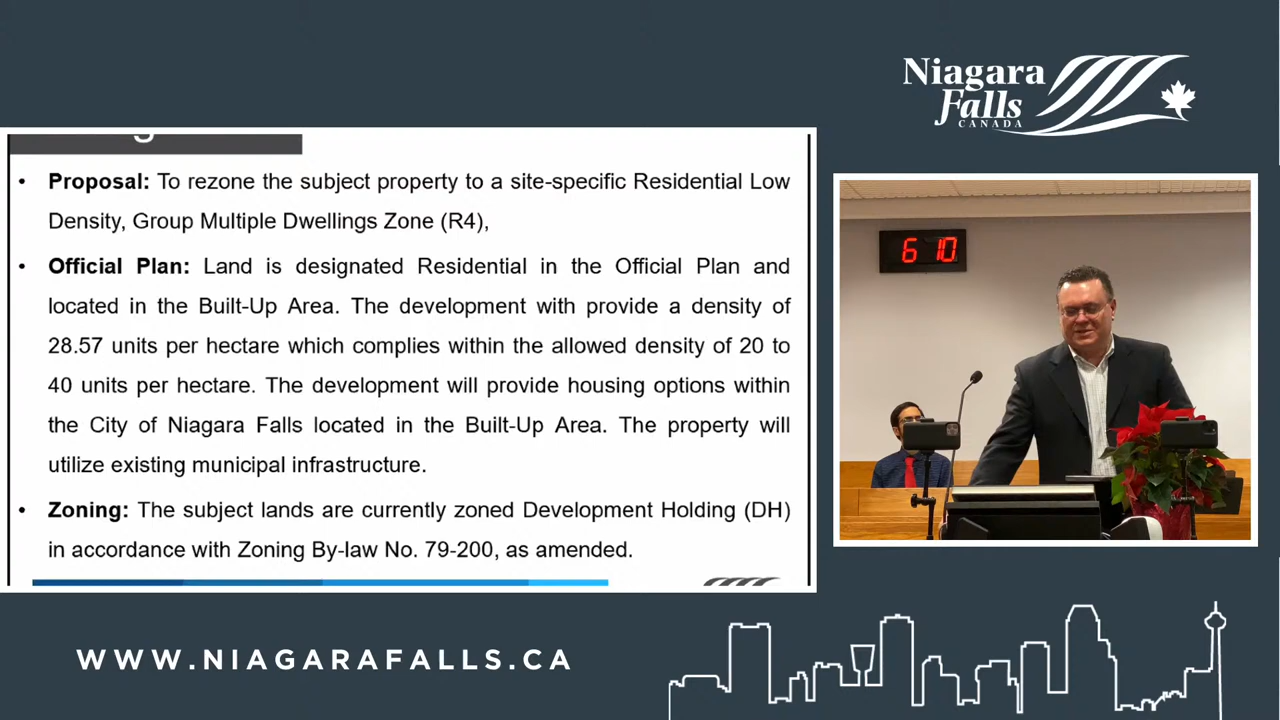 Niagara
Falls
CANADA
• Proposal: To rezone the subject property to a site-specific Residential Low
Density, Group Multiple Dwellings Zone (R4),
• Official Plan: Land is designated Residential in the Official Plan and
located in the Built-Up Area. The development with provide a density of
28.57 units per hectare which complies within the allowed density of 20 to
40 units per hectare. The development will provide housing options within
the City of Niagara Falls located in the Built-Up Area. The property will
utilize existing municipal infrastructure.
• Zoning: The subject lands are currently zoned Development Holding (DH)
in accordance with Zoning By-law No. 79-200, as amended.
6 10
WWW.NIAGARAFALLS.CA